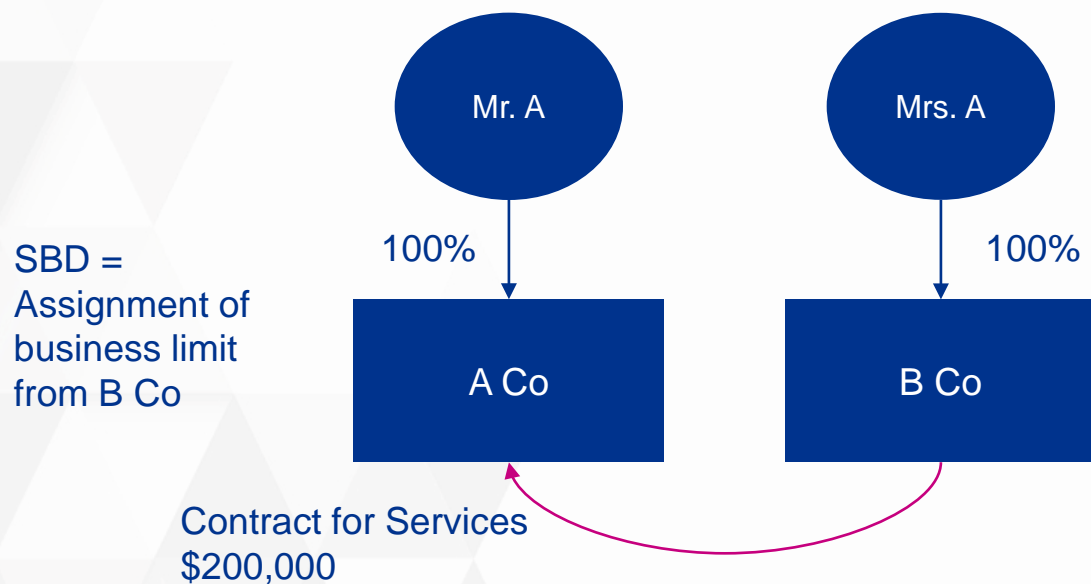 Mr. A
Mrs. A
100%
100%
SBD =
Assignment of
business limit
from B Co
A Co
B Co
Contract for Services
$200,000